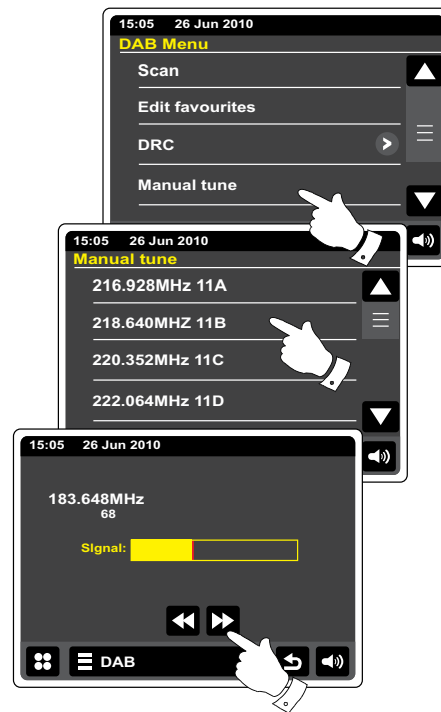 15:05 26 Jun 2010
DAB Menu
Scan
Edit favourites
DRC
Manual tune
15:05 26 Jun 2010
Manual tune
216.928MHz 11A
218.640MHZ 11B
220.352MHz 11C
222.064MHz 11D
15:05 26 Jun 2010
183.648MHz
68
SIgnal:
DAB